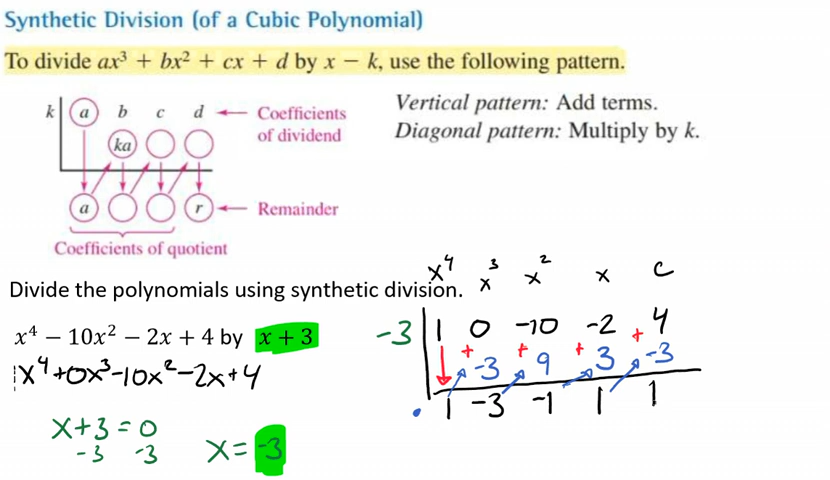 Synthetic Division (of a Cubic Polynomial)
To divide ax³ + bx² + cx + d by x − k, use the following pattern.
k a b c d ← Coefficients of dividend
ka
a r ← Remainder
Coefficients of quotient
Vertical pattern: Add terms.
Diagonal pattern: Multiply by k.
Divide the polynomials using synthetic division.
x⁴ − 10x² − 2x + 4 by x + 3
1x⁴+0x³-10x²-2x+4
x+3=0
-3 -3
x=-3
x⁴ x³ x² x c
-3 1 0 -10 -2 4
+ -3 + 9 + 3 + -3
1 -3 -1 1 1